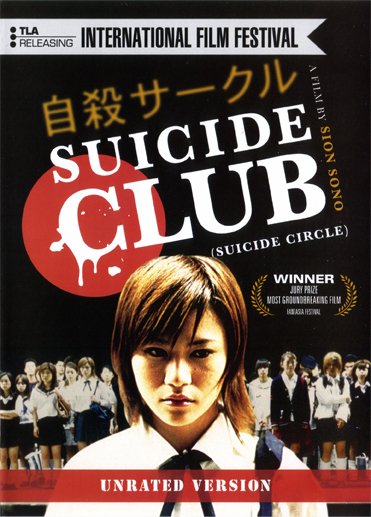 TLA
RELEASING
INTERNATIONAL FILM FESTIVAL
自殺サークル
A FILM BY SION SONO
SUICIDE
CLUB
(SUICIDE CIRCLE)
WINNER
JURY PRIZE
MOST GROUNDBREAKING FILM
FANTASIA FESTIVAL
UNRATED VERSION